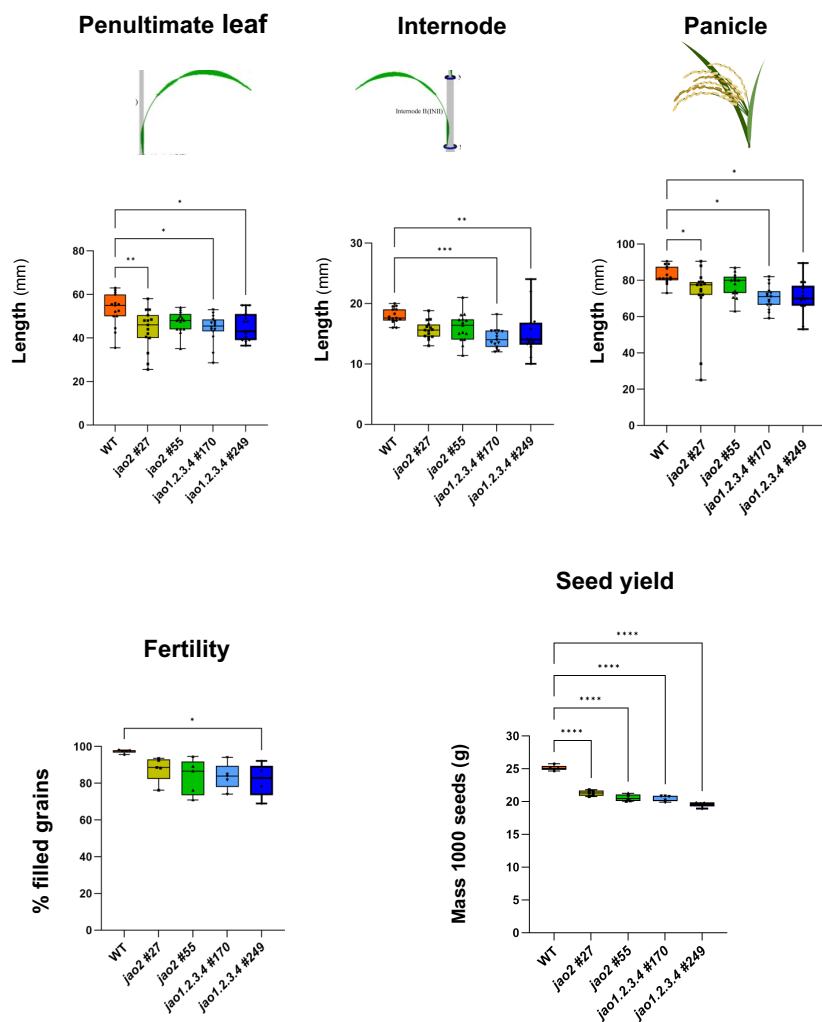 Penultimate leaf
Internode
Panicle
Internode II(INII)
*
*
**
Length (mm)
80
60
40
20
0
WT
jao2 #27
jao2 #55
jao1.2.3.4 #170
jao1.2.3.4 #249
**
***
Length (mm)
30
20
10
0
WT
jao2 #27
jao2 #55
jao1.2.3.4 #170
jao1.2.3.4 #249
*
*
*
Length (mm)
100
80
60
40
20
0
WT
jao2 #27
jao2 #55
jao1.2.3.4 #170
jao1.2.3.4 #249
Fertility
*
% filled grains
100
80
60
40
20
0
WT
jao2 #27
jao2 #55
jao1.2.3.4 #170
jao1.2.3.4 #249
Seed yield
****
****
****
****
Mass 1000 seeds (g)
30
25
20
15
10
5
0
WT
jao2 #27
jao2 #55
jao1.2.3.4 #170
jao1.2.3.4 #249